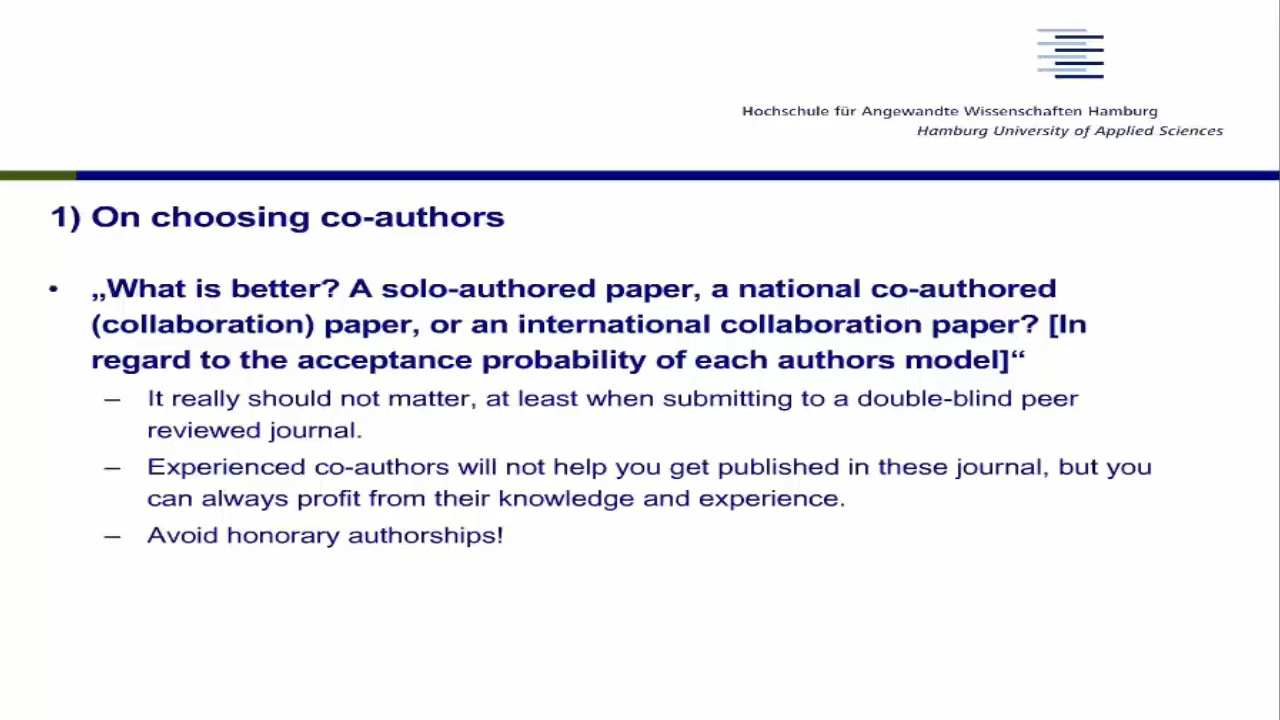 Hochschule für Angewandte Wissenschaften Hamburg
Hamburg University of Applied Sciences
1) On choosing co-authors
• „What is better? A solo-authored paper, a national co-authored
(collaboration) paper, or an international collaboration paper? [In
regard to the acceptance probability of each authors model]“
– It really should not matter, at least when submitting to a double-blind peer
reviewed journal.
– Experienced co-authors will not help you get published in these journal, but you
can always profit from their knowledge and experience.
– Avoid honorary authorships!